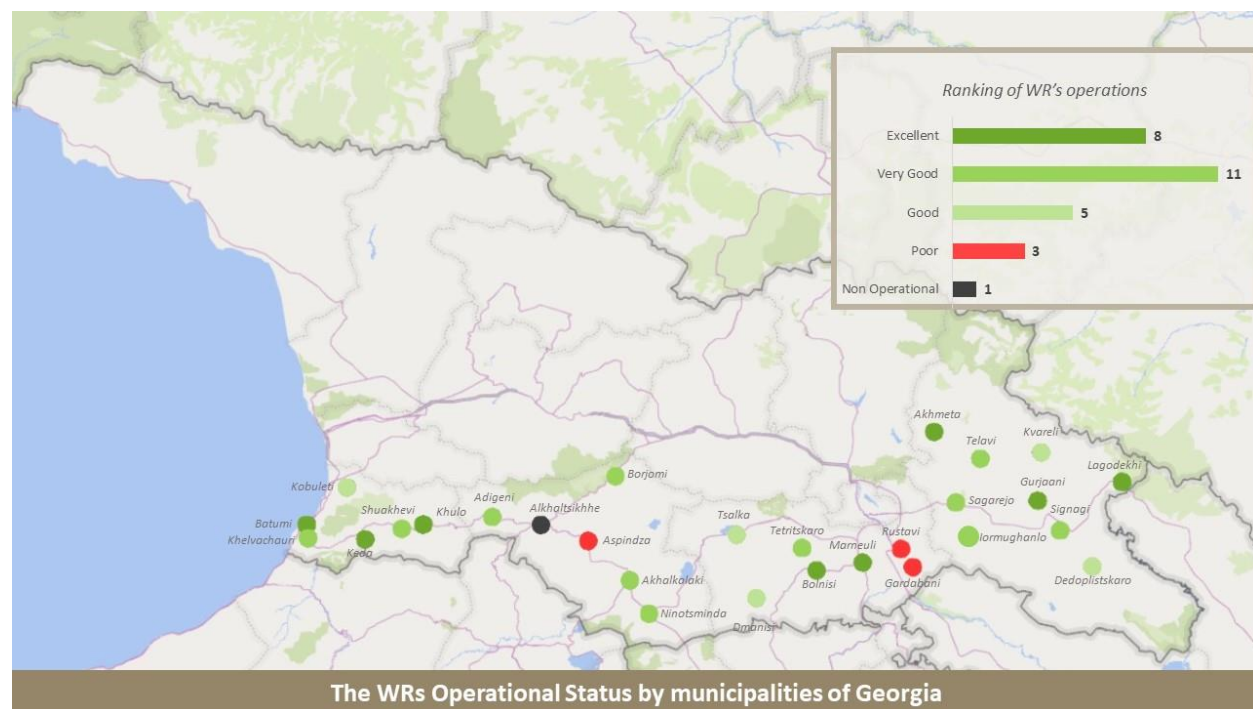 Ranking of WR's operations
Excellent 8
Very Good 11
Good 5
Poor 3
Non Operational 1
Akhmeta
Telavi
Kvareli
Lagodekhi
Gurjaani
Sagarejo
Signagi
Iormughanlo
Dedoplistskaro
Borjomi
Kobuleti
Adigeni
Alkhaltsikhhe
Shuakhevi
Khulo
Batumi
Khelvachauri
Keda
Aspindza
Tsalka
Tetritskaro
Marneuli
Rustavi
Bolnisi
Gardabani
Akhalkalaki
Ninotsminda
Dmanisi
The WRs Operational Status by municipalities of Georgia